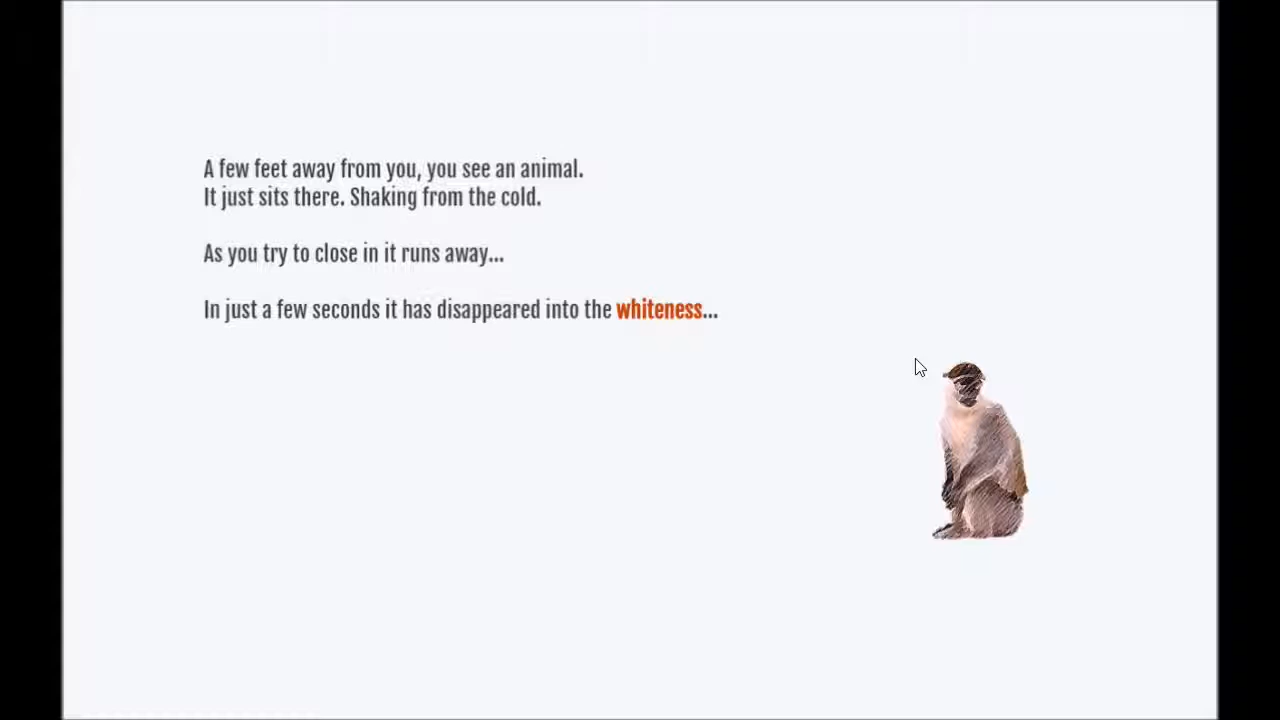 A few feet away from you, you see an animal.
It just sits there. Shaking from the cold.
As you try to close in it runs away...
In just a few seconds it has disappeared into the whiteness...